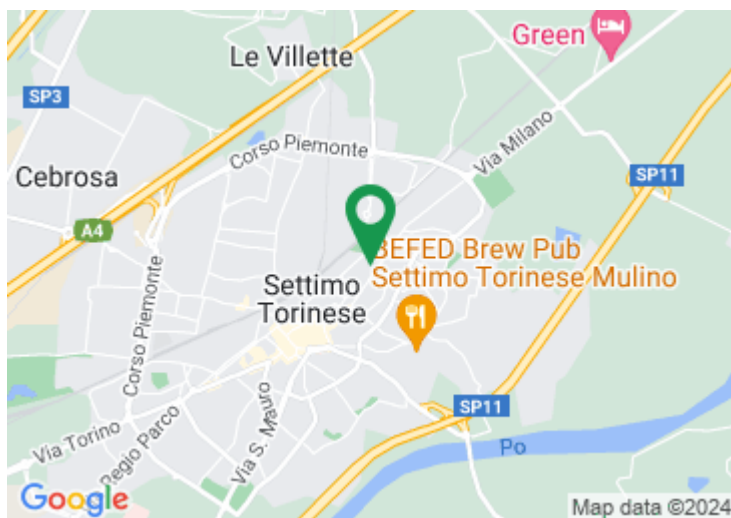 Green
Le Villette
SP3
Corso Piemonte
Via Milano
SP11
Cebrosa
A4
BEFED Brew Pub
Settimo Torinese Mulino
Settimo
Torinese
Corso Piemonte
SP11
Via Torino
Regio Parco
Via S. Mauro
Po
Google
Map data ©2024